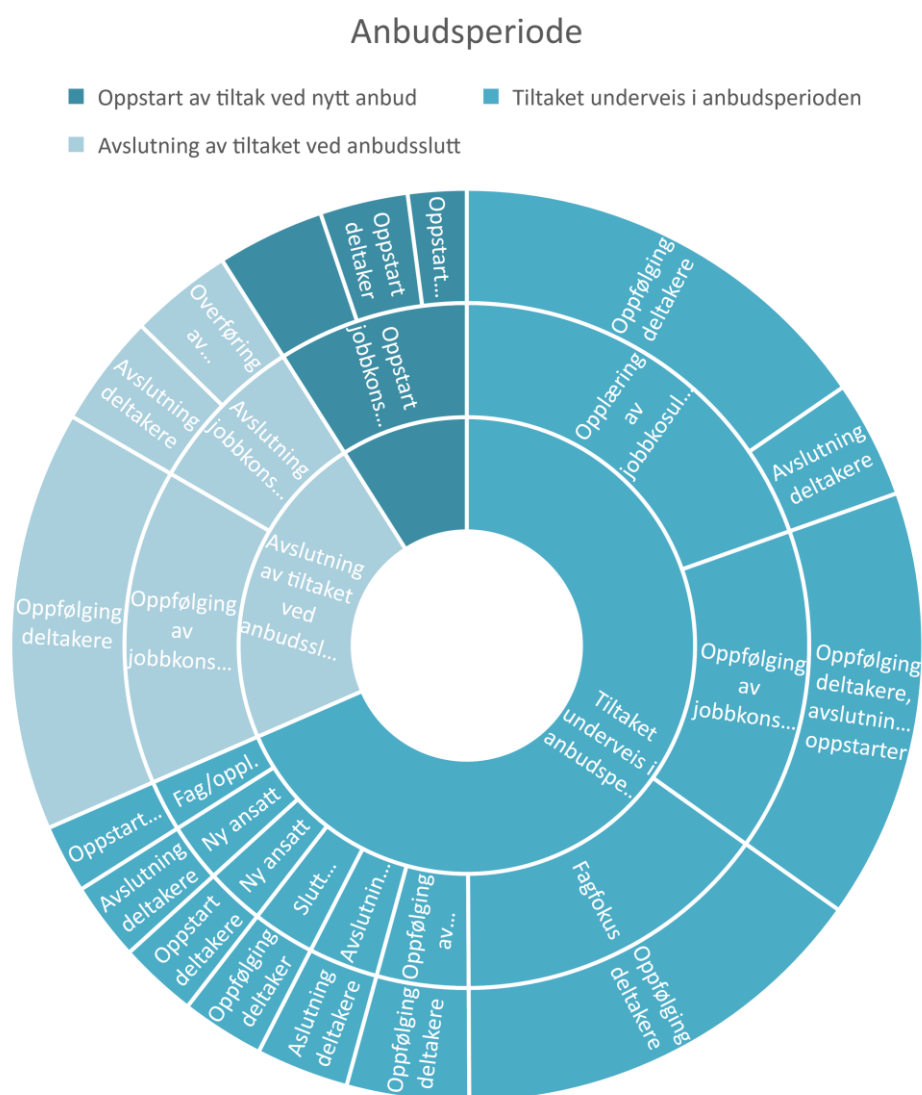 Anbudsperiode
Oppstart av tiltak ved nytt anbud
Tiltaket underveis i anbudsperioden
Avslutning av tiltaket ved anbudsslutt
Oppfølging
deltakere
Avslutning
deltakere
Oppfølging
deltakere,
avslutnin...
oppstarter
Oppfølging
deltakere
Oppfølging
deltakere
Aslutning
deltakere
Oppfølging
deltaker
Oppstart
deltakere
Avslutning
deltakere
Oppstart...
Oppfølging
deltakere
Avslutning
deltakere
Overføring
av...
Oppstart
deltaker
Oppstart...
Opplæring
av
jobbkosul...
Oppfølging
av
jobbkons...
Fagfokus
Oppfølging
av...
Avslutnin...
Slutt...
Ny ansatt
Ny ansatt
Fag/oppl.
Oppfølging
av
jobbkons...
Avslutning
jobbkons...
Oppstart
jobbkons...
Tiltaket
underveis i
anbudspe...
Avslutning
av tiltaket
ved
anbudssl...